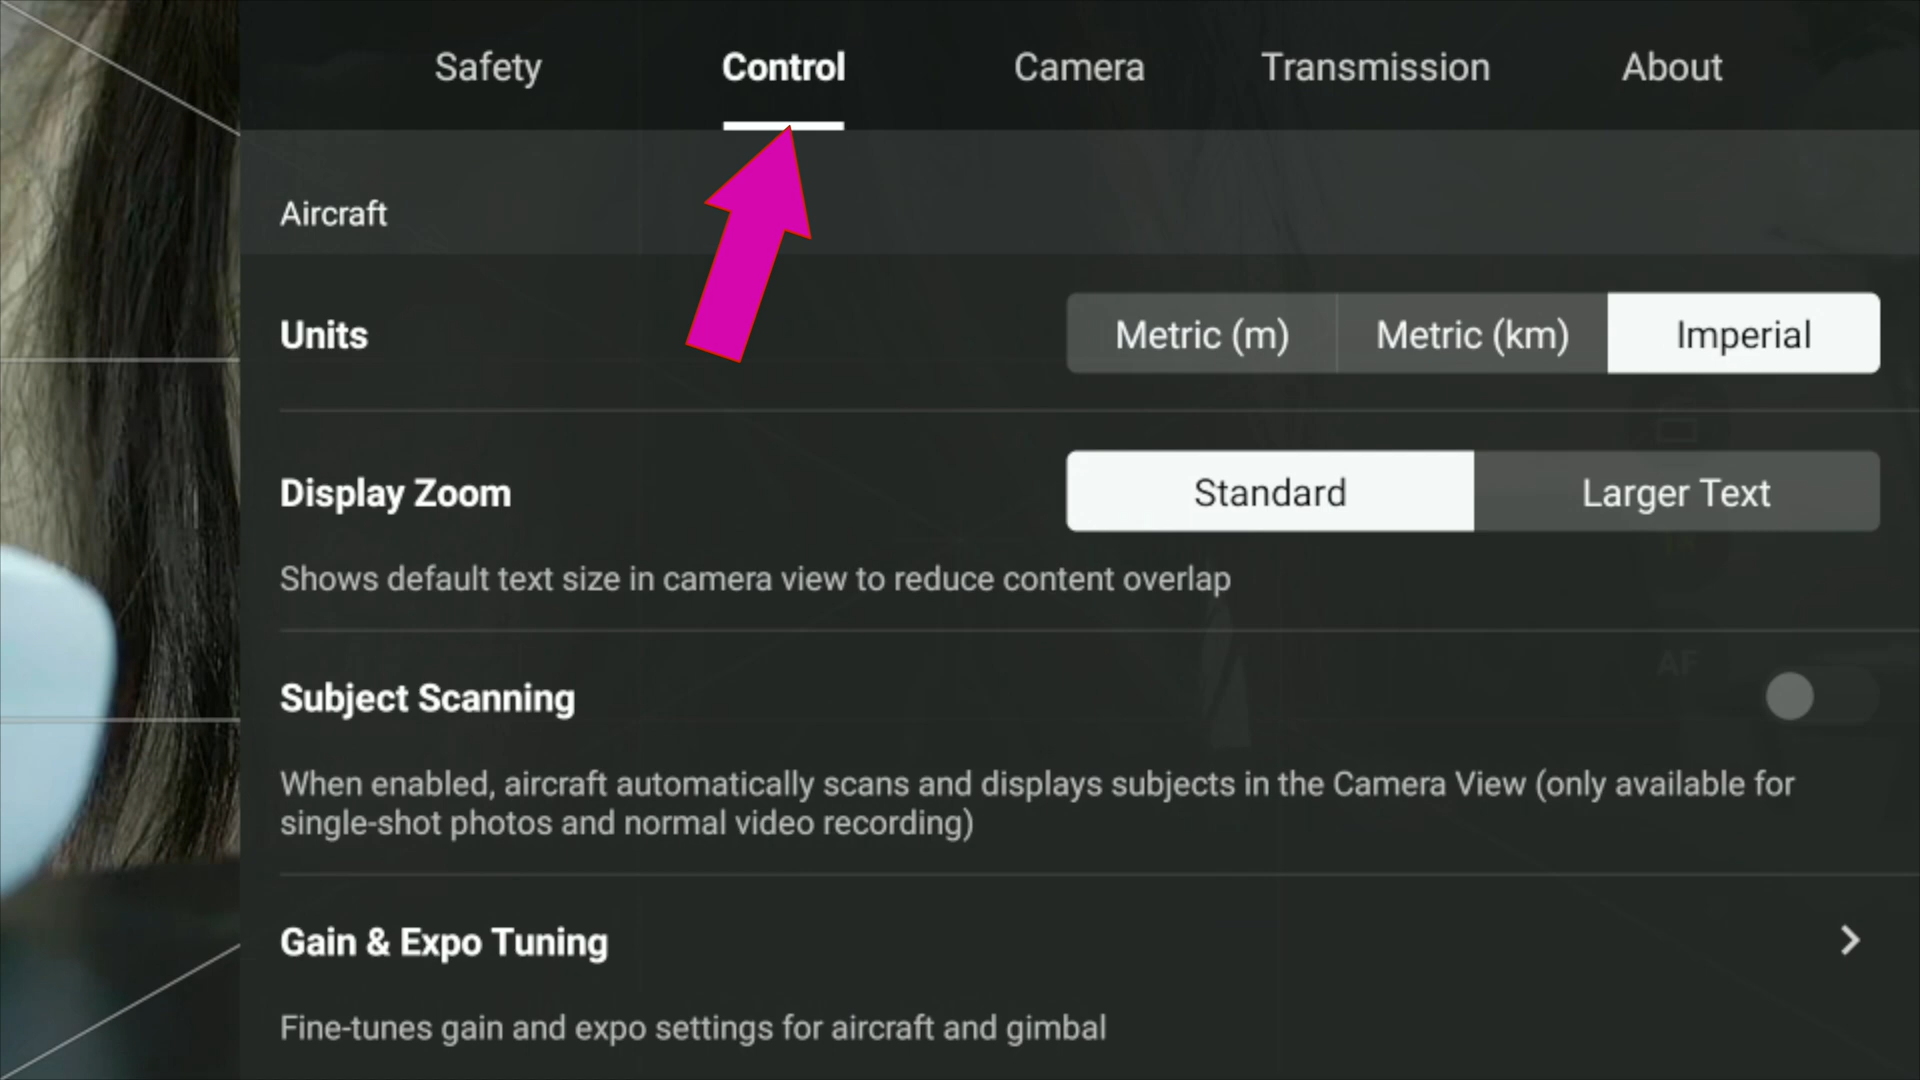 Safety Control Camera Transmission About
Aircraft
Units Metric (m) Metric (km) Imperial
Display Zoom Standard Larger Text
Shows default text size in camera view to reduce content overlap
AF
Subject Scanning
When enabled, aircraft automatically scans and displays subjects in the Camera View (only available for
single-shot photos and normal video recording)
Gain & Expo Tuning
Fine-tunes gain and expo settings for aircraft and gimbal